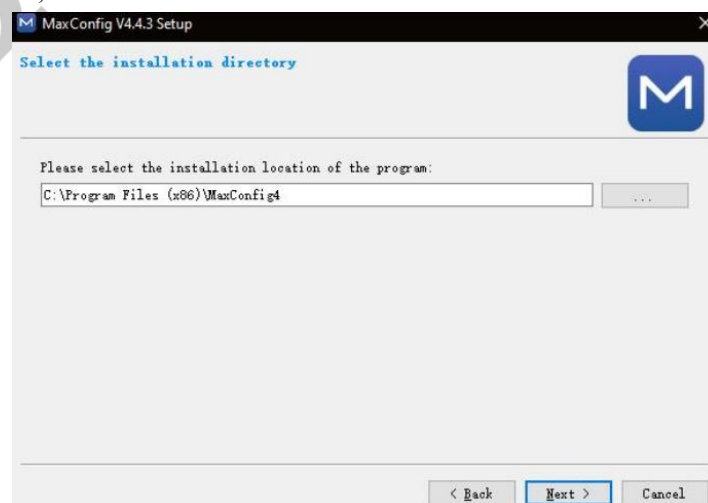 MaxConfig V4.4.3 Setup
Select the installation directory
M
Please select the installation location of the program:
C:\Program Files (x86)\MaxConfig4
...
< Back Next > Cancel